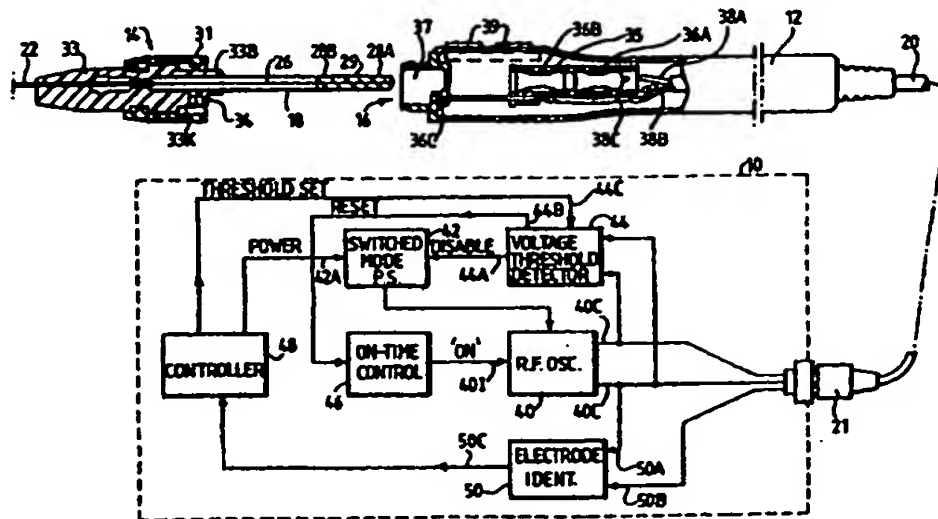 22
33
14
31
33B
26
28B
29
28A
37
39
36B
35
36A
38A
12
20
34
18
16
33K
36C
38C
38B
10
THRESHOLD SET
44C
RESET
44B
42
44
POWER
SWITCHED
MODE
P.S.
DISABLE
VOLTAGE
THRESHOLD
DETECTOR
42A
44A
40C
CONTROLLER
48
ON-TIME
CONTROL
'ON'
R.F. OSC.
46
40I
40
40C
21
50C
ELECTRODE
IDENT.
50
50A
50B